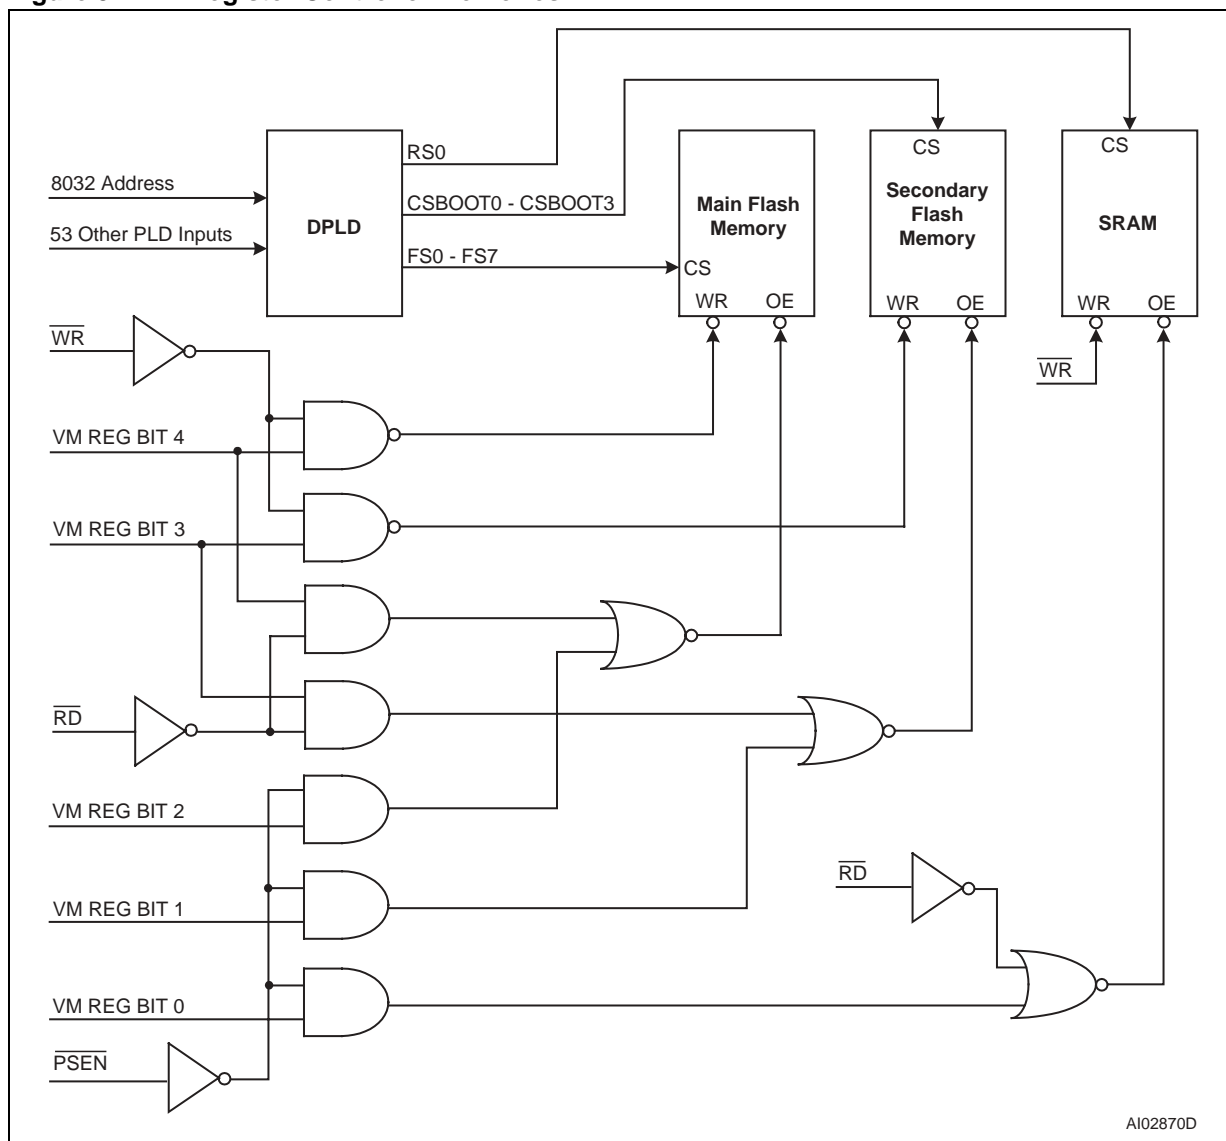 RS0
8032 Address
CSBOOT0 - CSBOOT3
DPLD
53 Other PLD Inputs
FS0 - FS7
Main Flash
Memory
CS
WR OE
CS
Secondary
Flash
Memory
WR OE
CS
SRAM
WR OE
WR
WR
VM REG BIT 4
VM REG BIT 3
RD
VM REG BIT 2
VM REG BIT 1
RD
VM REG BIT 0
PSEN
AI02870D